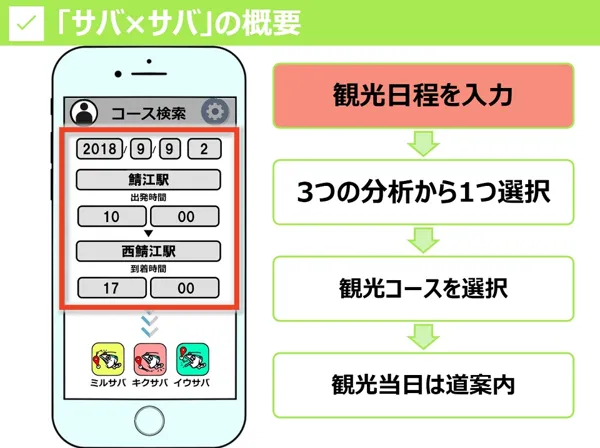 「サバ×サバ」の概要
コース検索
2018/9/9 2
鯖江駅
出発時間
10 00
▼
西鯖江駅
到着時間
17 00
ミルサバ キクサバ イウサバ
観光日程を入力
3つの分析から1つ選択
観光コースを選択
観光当日は道案内